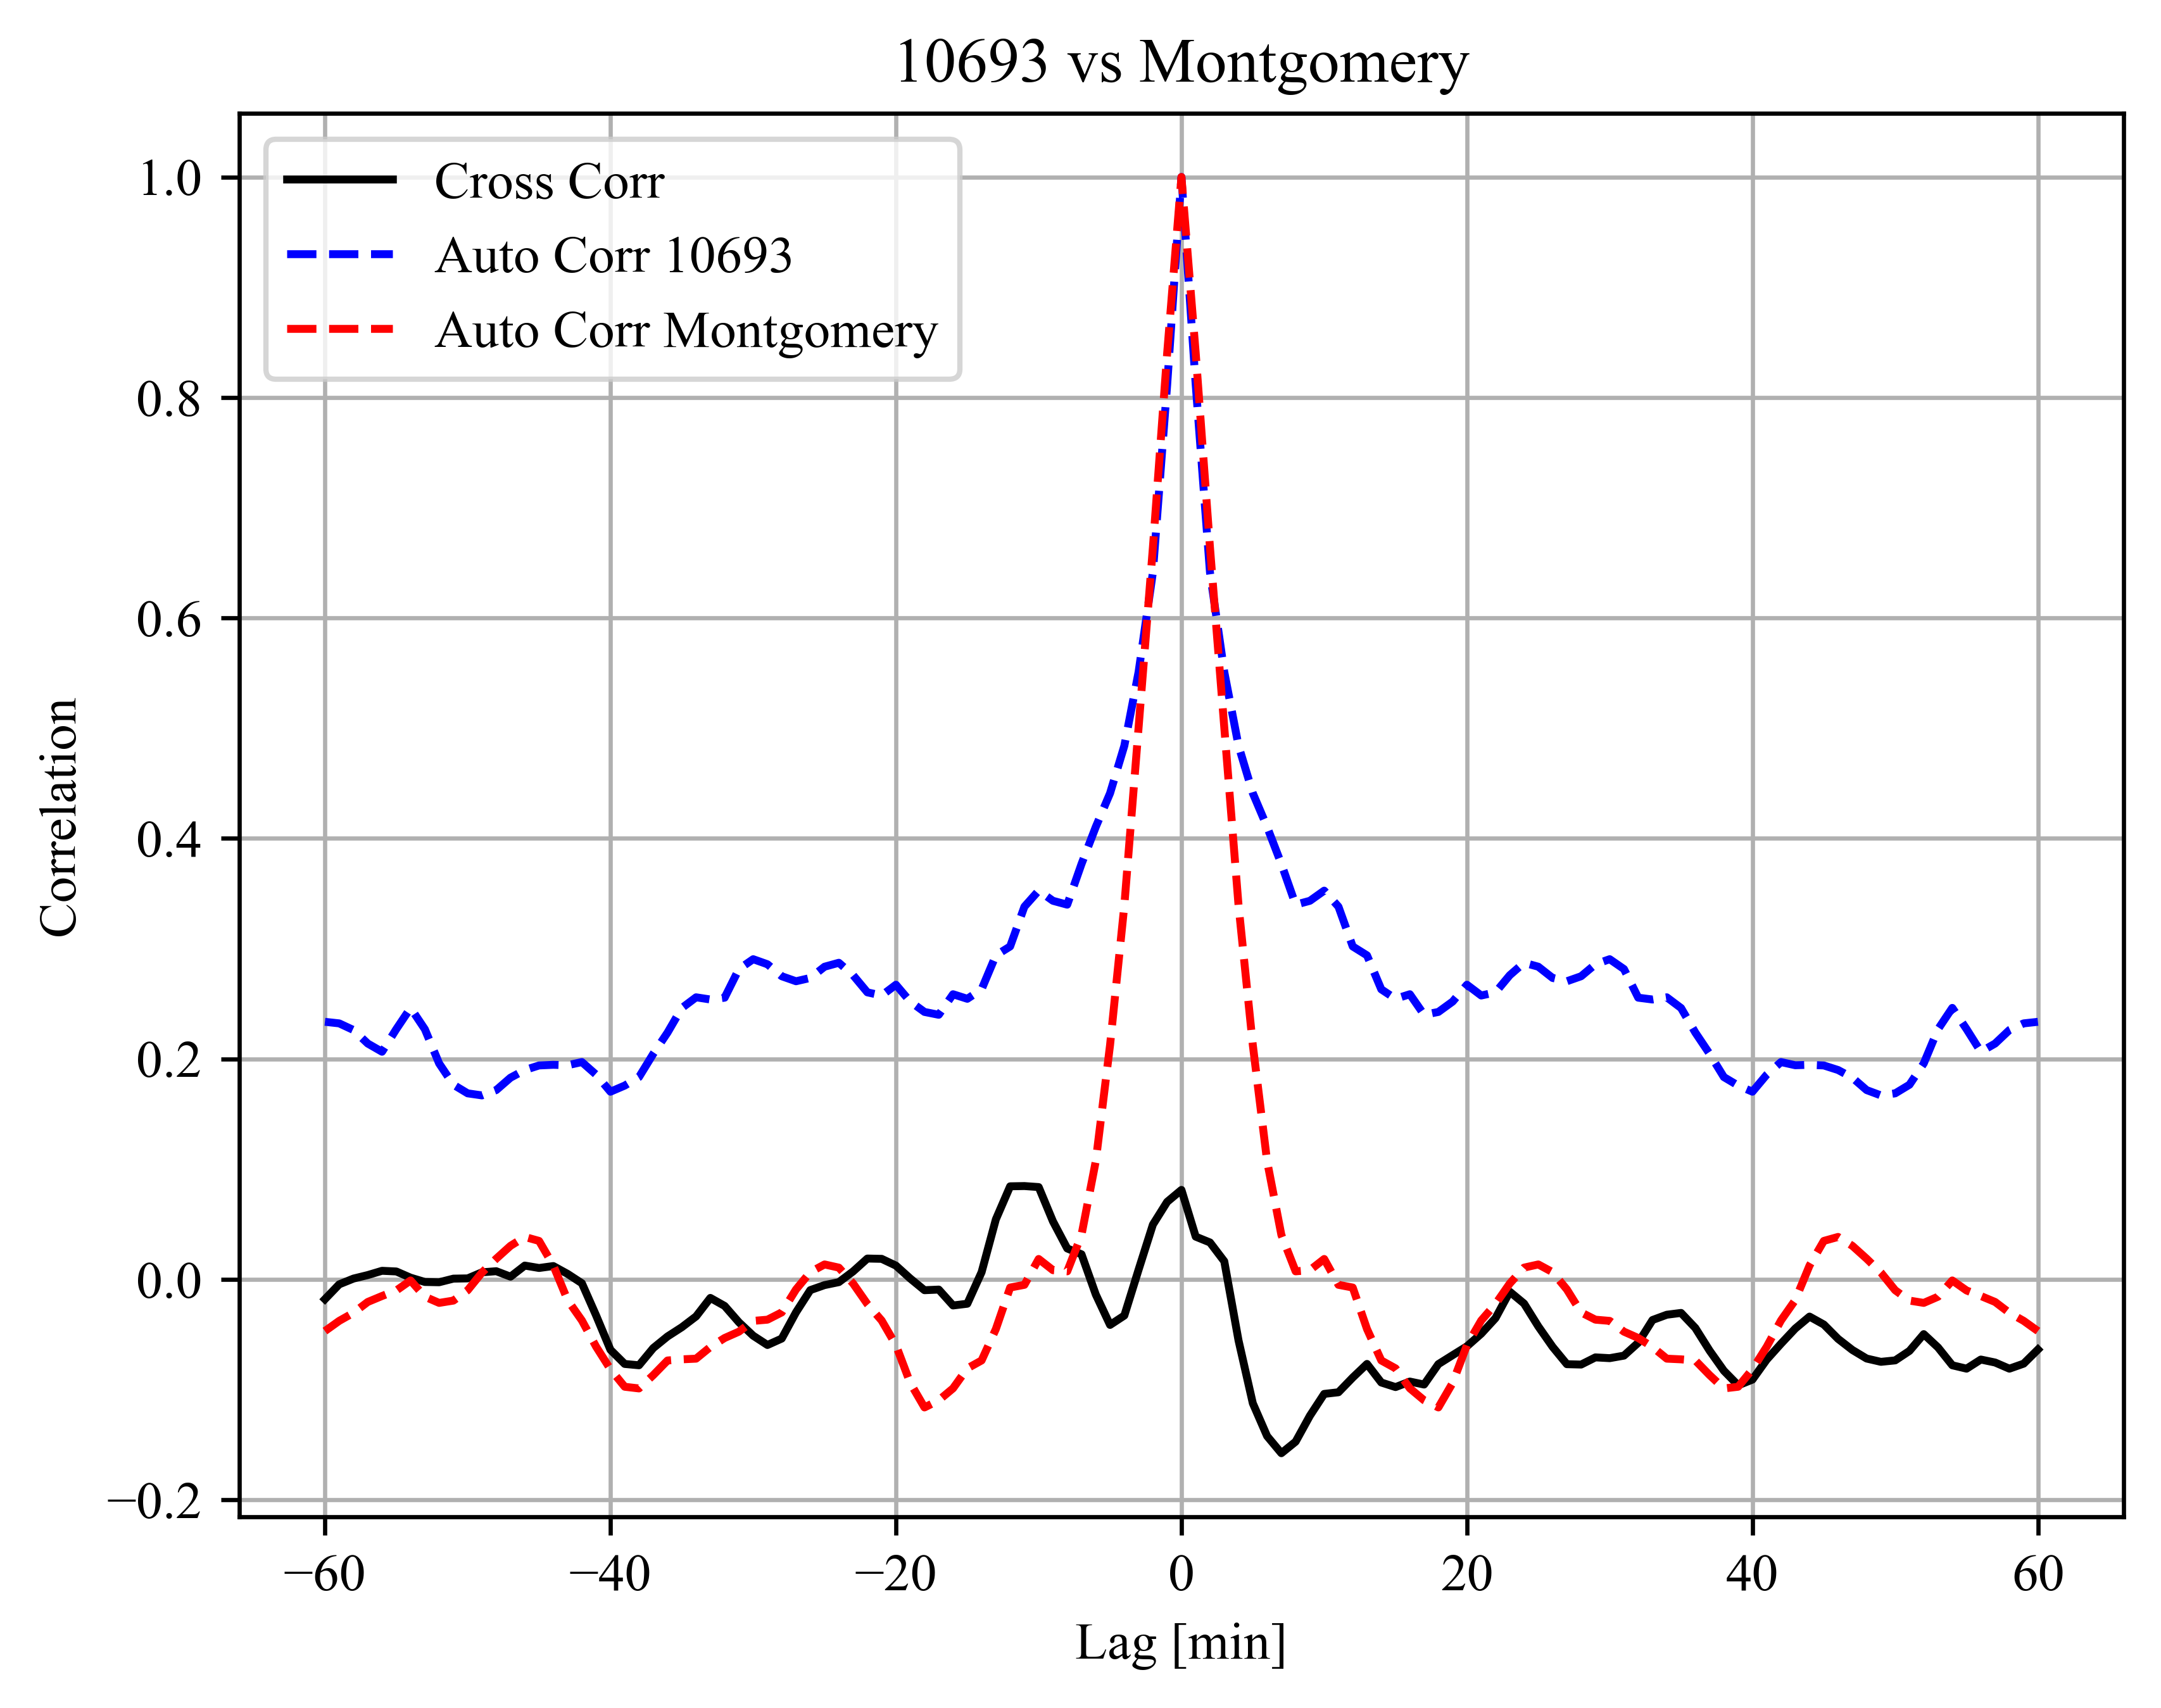 10693 vs Montgomery
Cross Corr
Auto Corr 10693
Auto Corr Montgomery
1.0
0.8
0.6
0.4
0.2
0.0
−0.2
Correlation
−60
−40
−20
0
20
40
60
Lag [min]